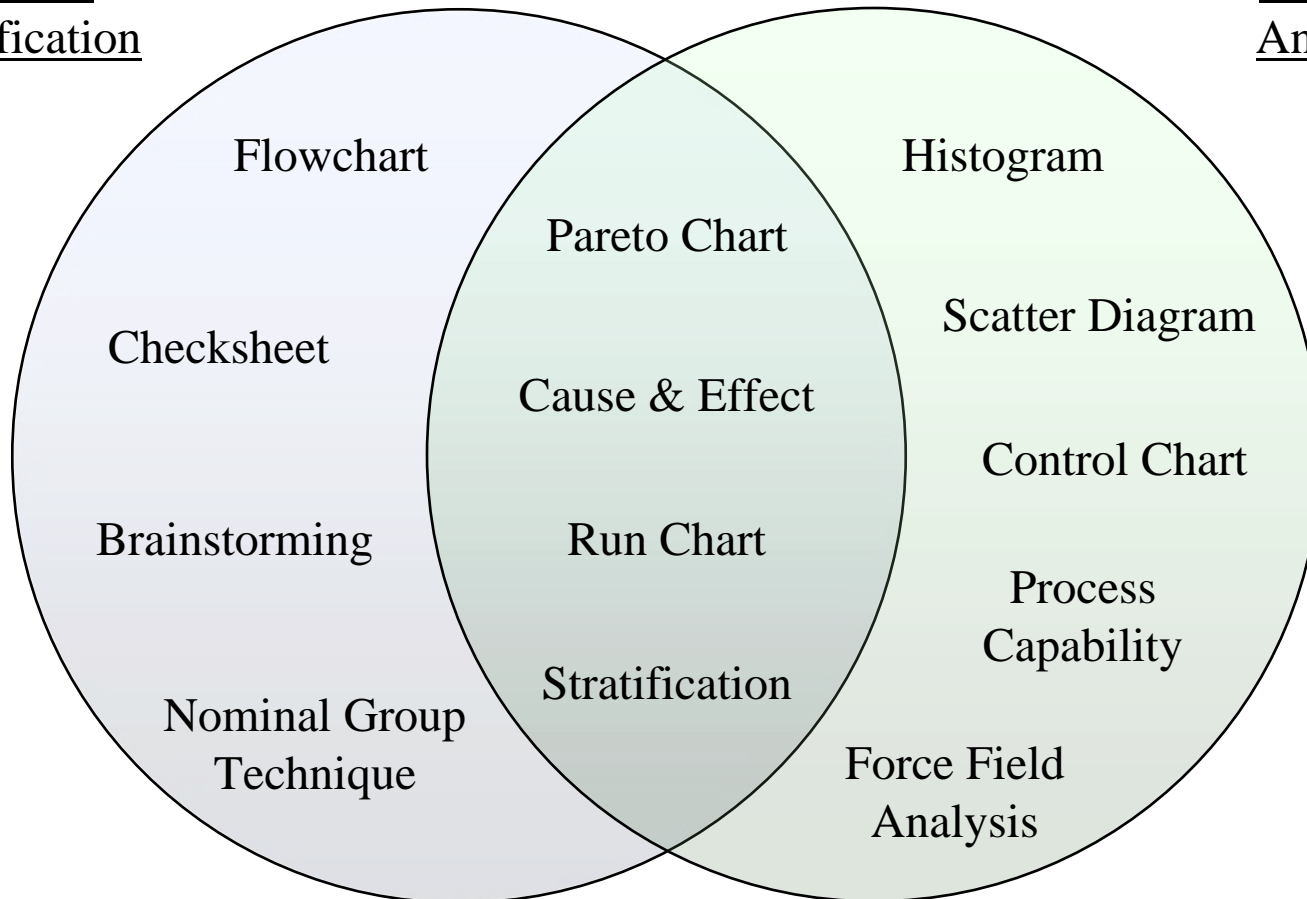 fication
An
Flowchart
Histogram
Pareto Chart
Scatter Diagram
Checksheet
Cause & Effect
Control Chart
Brainstorming
Run Chart
Process
Capability
Stratification
Nominal Group
Technique
Force Field
Analysis